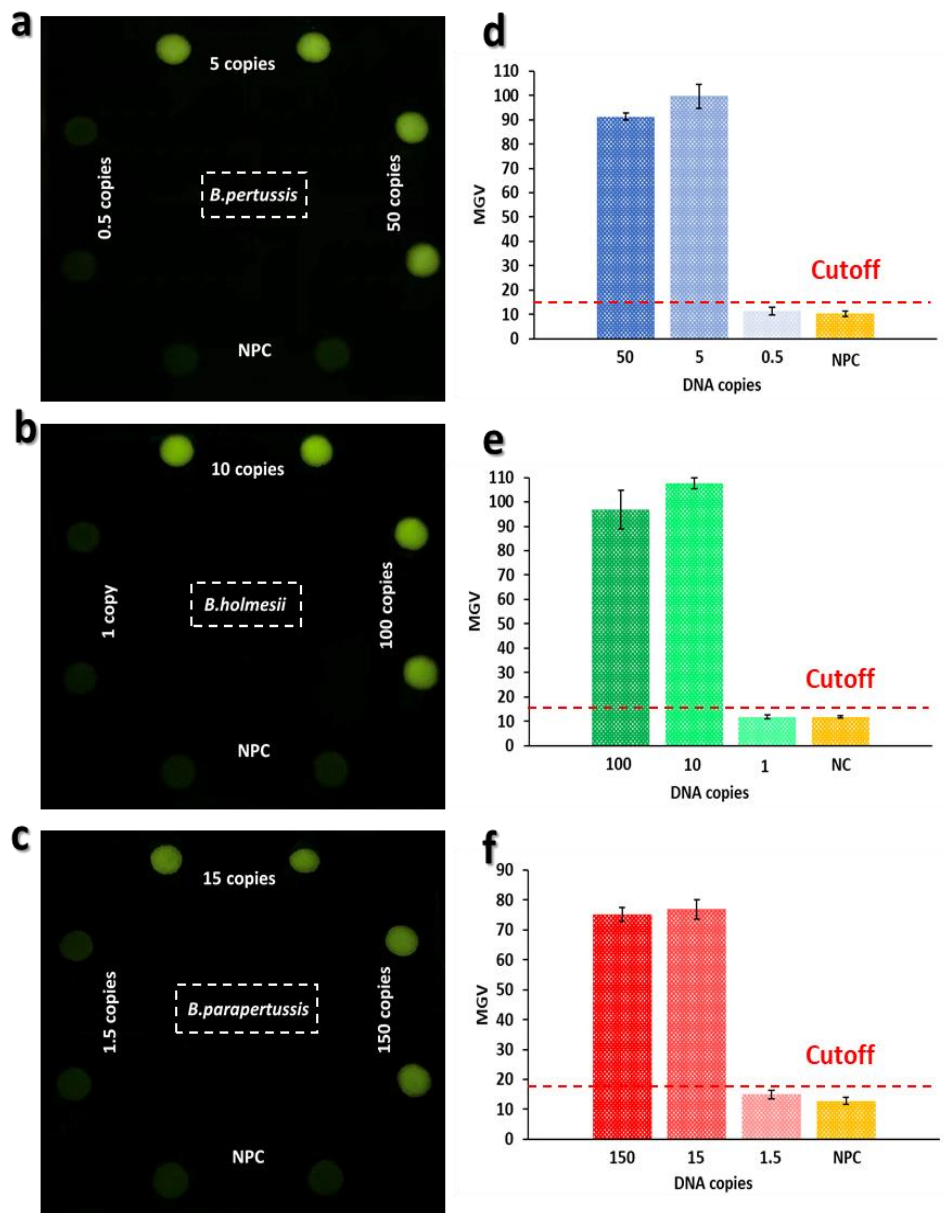 a
5 copies
0.5 copies
B.pertussis
50 copies
NPC
d
110
100
90
80
70
60
50
40
30
20
10
0
MGV
Cutoff
50 5 0.5 NPC
DNA copies
b
10 copies
1 copy
B.holmesii
100 copies
NPC
e
110
100
90
80
70
60
50
40
30
20
10
0
MGV
Cutoff
100 10 1 NC
DNA copies
c
15 copies
1.5 copies
B.parapertussis
150 copies
NPC
f
90
80
70
60
50
40
30
20
10
0
MGV
Cutoff
150 15 1.5 NPC
DNA copies